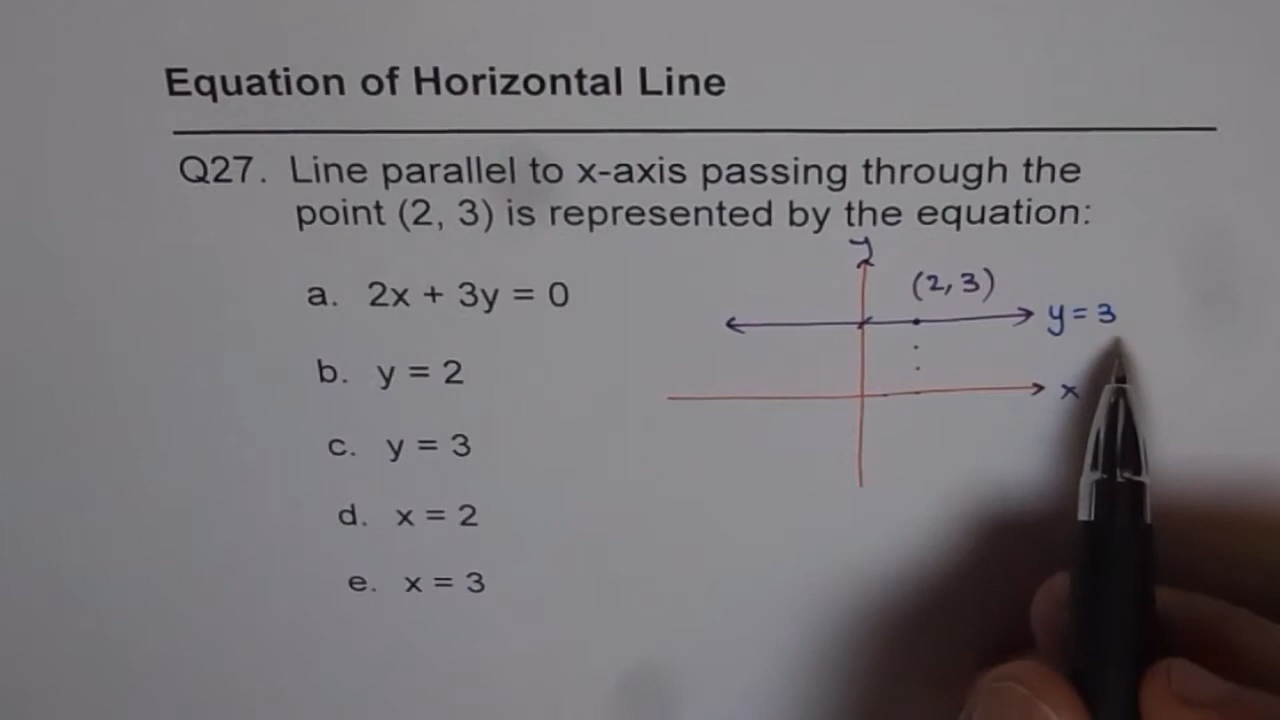 Equation of Horizontal Line
Q27. Line parallel to x-axis passing through the
point (2, 3) is represented by the equation:
y
(2, 3)
a. 2x + 3y = 0
y = 3
b. y = 2
x
c. y = 3
d. x = 2
e. x = 3